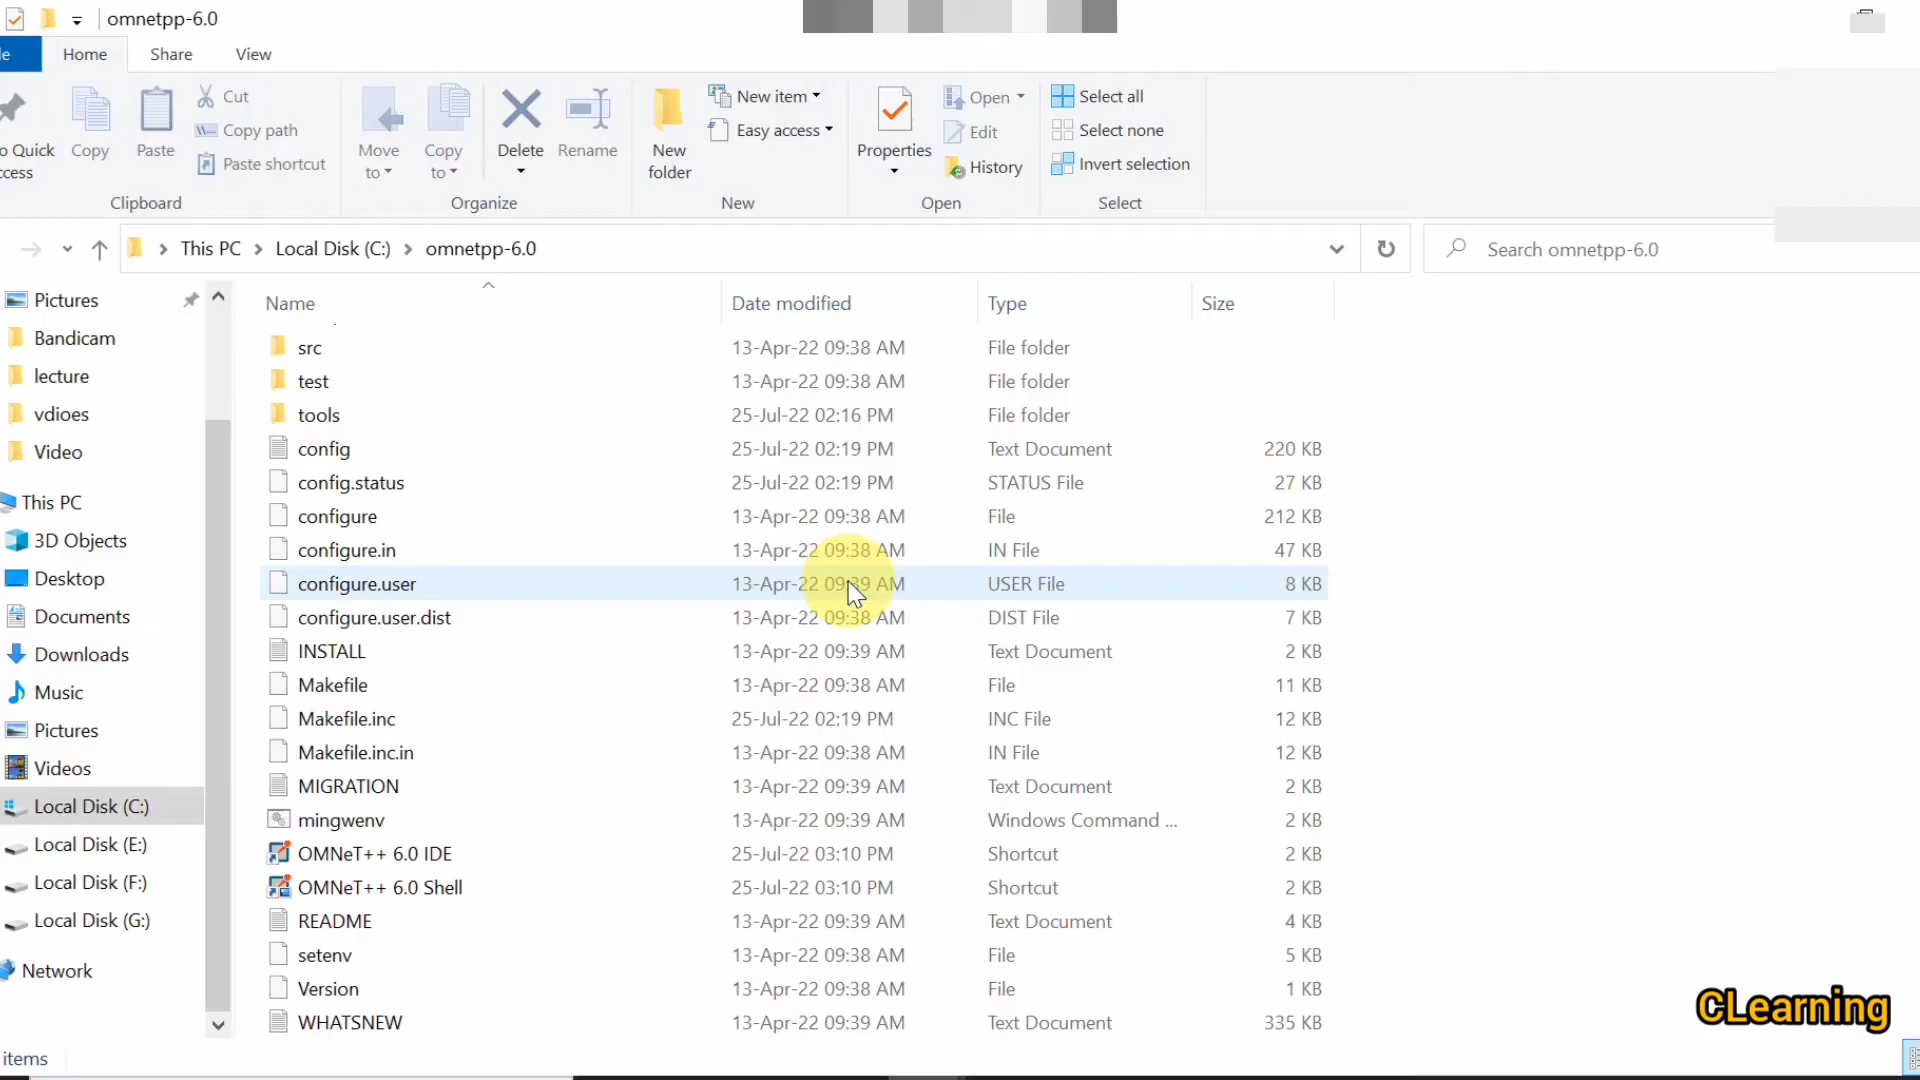 omnetpp-6.0
Home Share View
Copy
Paste
Cut
Copy path
Paste shortcut
Clipboard
Move to
Copy to
Delete
Rename
Organize
New folder
New item
Easy access
New
Properties
Open
Edit
History
Open
Select all
Select none
Invert selection
Select
This PC > Local Disk (C:) > omnetpp-6.0
Search omnetpp-6.0
Pictures
Bandicam
lecture
vdioes
Video
This PC
3D Objects
Desktop
Documents
Downloads
Music
Pictures
Videos
Local Disk (C:)
Local Disk (E:)
Local Disk (F:)
Local Disk (G:)
Network
Name Date modified Type Size
src 13-Apr-22 09:38 AM File folder
test 13-Apr-22 09:38 AM File folder
tools 25-Jul-22 02:16 PM File folder
config 25-Jul-22 02:19 PM Text Document 220 KB
config.status 25-Jul-22 02:19 PM STATUS File 27 KB
configure 13-Apr-22 09:38 AM File 212 KB
configure.in 13-Apr-22 09:38 AM IN File 47 KB
configure.user 13-Apr-22 09:39 AM USER File 8 KB
configure.user.dist 13-Apr-22 09:38 AM DIST File 7 KB
INSTALL 13-Apr-22 09:39 AM Text Document 2 KB
Makefile 13-Apr-22 09:38 AM File 11 KB
Makefile.inc 25-Jul-22 02:19 PM INC File 12 KB
Makefile.inc.in 13-Apr-22 09:38 AM IN File 12 KB
MIGRATION 13-Apr-22 09:39 AM Text Document 2 KB
mingwenv 13-Apr-22 09:39 AM Windows Command ... 2 KB
OMNeT++ 6.0 IDE 25-Jul-22 03:10 PM Shortcut 2 KB
OMNeT++ 6.0 Shell 25-Jul-22 03:10 PM Shortcut 2 KB
README 13-Apr-22 09:39 AM Text Document 4 KB
setenv 13-Apr-22 09:38 AM File 5 KB
Version 13-Apr-22 09:38 AM File 1 KB
WHATSNEW 13-Apr-22 09:39 AM Text Document 335 KB
items
CLearning